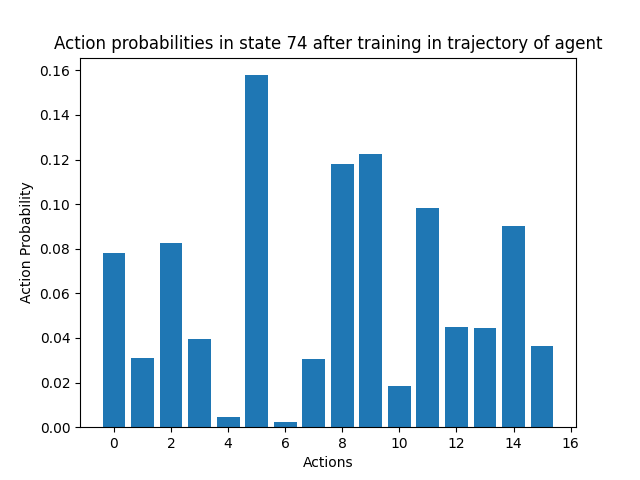 Action probabilities in state 74 after training in trajectory of agent
0.16
0.14
0.12
0.10
0.08
0.06
0.04
0.02
0.00
Action Probability
0 2 4 6 8 10 12 14 16
Actions